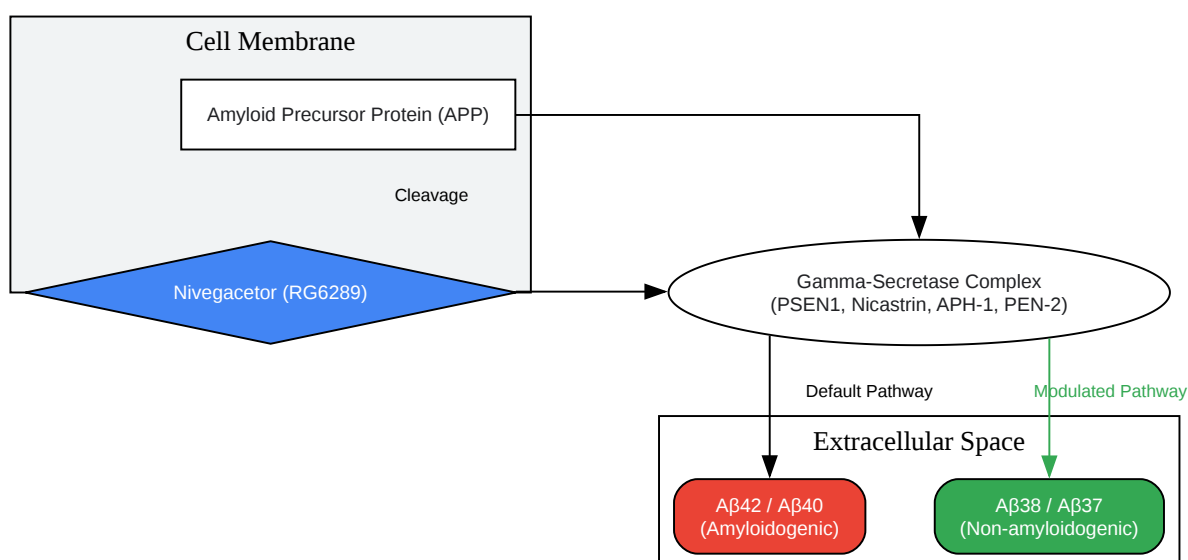 Cell Membrane
Amyloid Precursor Protein (APP)
Cleavage
Nivegacetor (RG6289)
Gamma-Secretase Complex
(PSEN1, Nicastrin, APH-1, PEN-2)
Default Pathway
Modulated Pathway
Extracellular Space
Aβ42 / Aβ40
(Amyloidogenic)
Aβ38 / Aβ37
(Non-amyloidogenic)